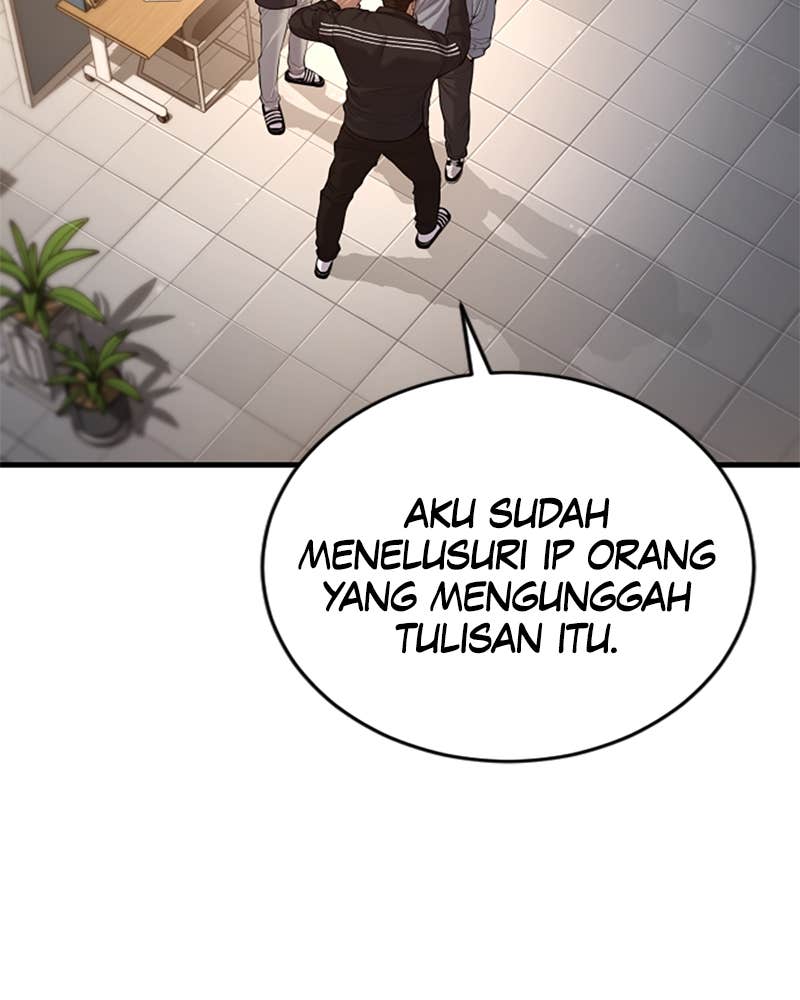 AKU SUDAH
MENELUSURI IP ORANG
YANG MENGUNGGAH
TULISAN ITU.